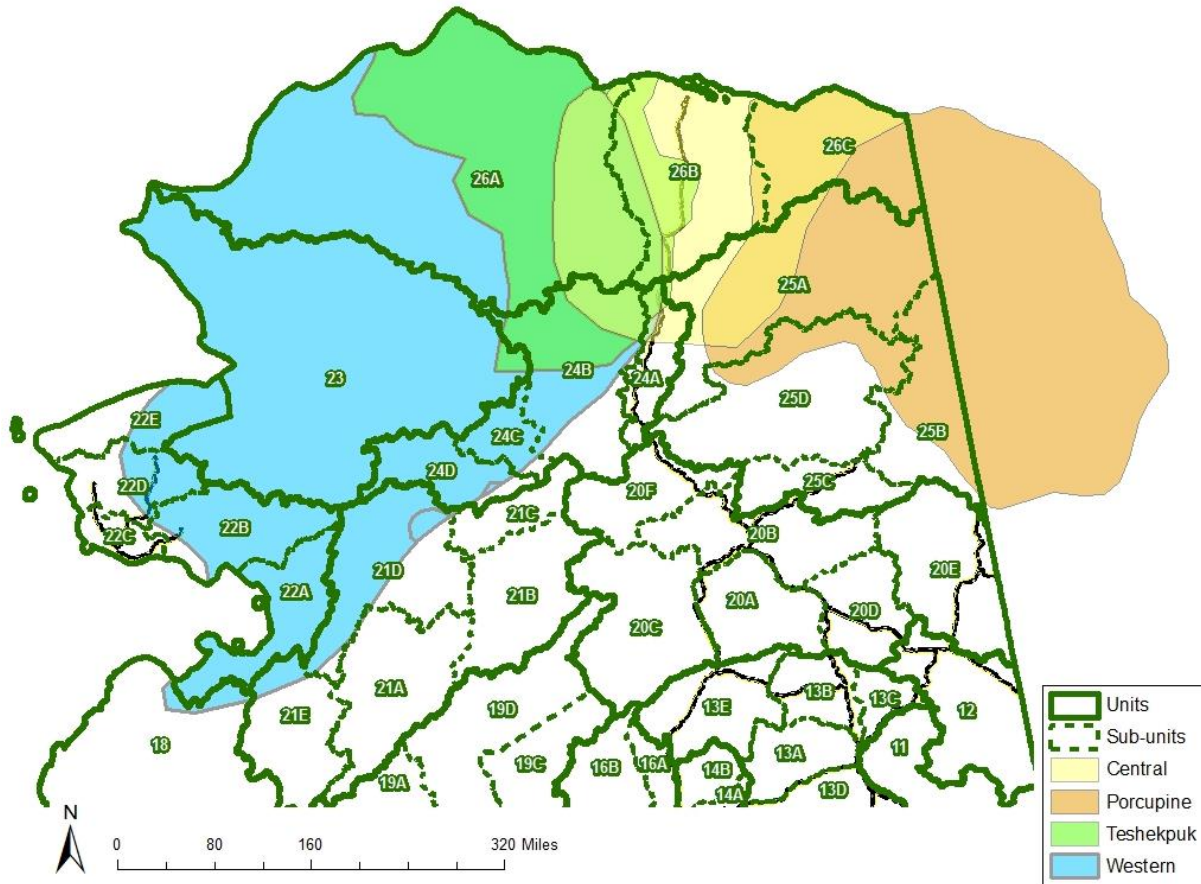 26C
26B
26A
25A
23
24B
24A
25D
22E
25B
24C
24D
22D
25C
20F
21C
22B
22C
20B
21D
20E
22A
21B
20A
20D
20C
21A
13B
13C
19D
13E
12
21E
18
11
13A
19C
16B
16A
14B
19A
14A
13D
Units
Sub-units
Central
Porcupine
Teshekpuk
Western
N
0 80 160 320 Miles